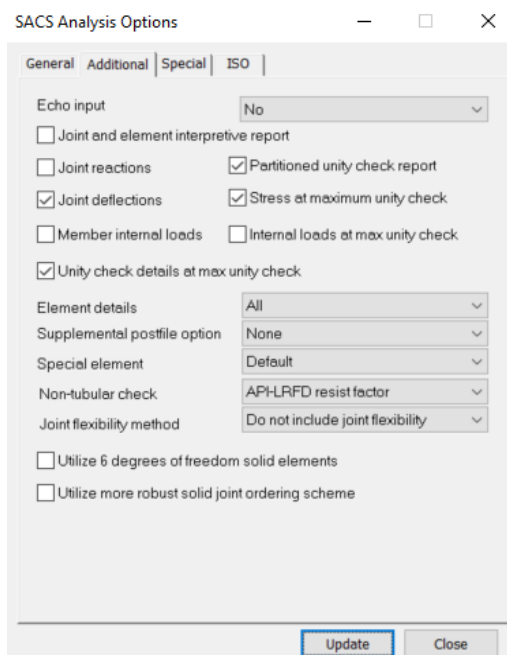 SACS Analysis Options
General Additional Special ISO
Echo input No
Joint and element interpretive report
Joint reactions Partitioned unity check report
Joint deflections Stress at maximum unity check
Member internal loads Internal loads at max unity check
Unity check details at max unity check
Element details All
Supplemental postfile option None
Special element Default
Non-tubular check API-LRFD resist factor
Joint flexibility method Do not include joint flexibility
Utilize 6 degrees of freedom solid elements
Utilize more robust solid joint ordering scheme
Update Close